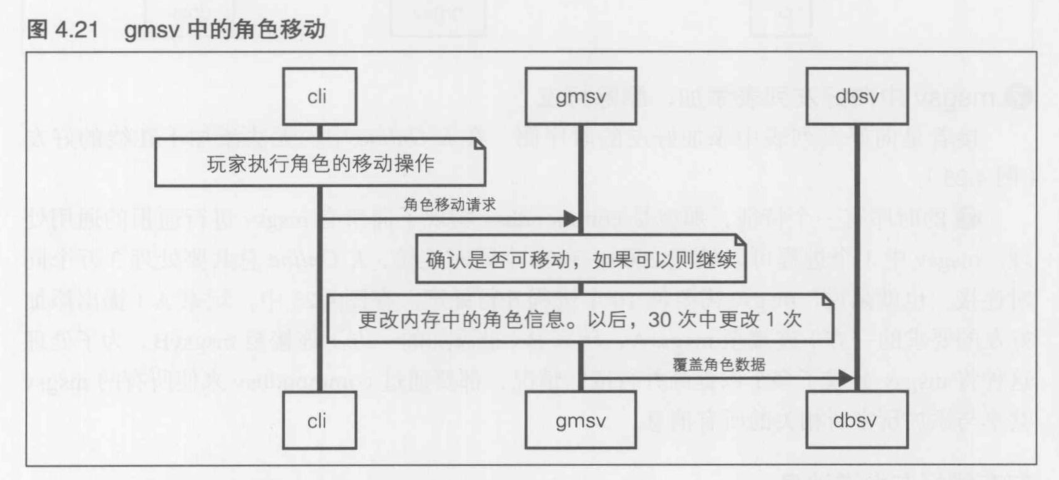 图 4.21 gmsv 中的角色移动
cli gmsv dbsv
玩家执行角色的移动操作
角色移动请求
确认是否可移动，如果可以则继续
更改内存中的角色信息。以后，30 次中更改 1 次
覆盖角色数据
cli gmsv dbsv